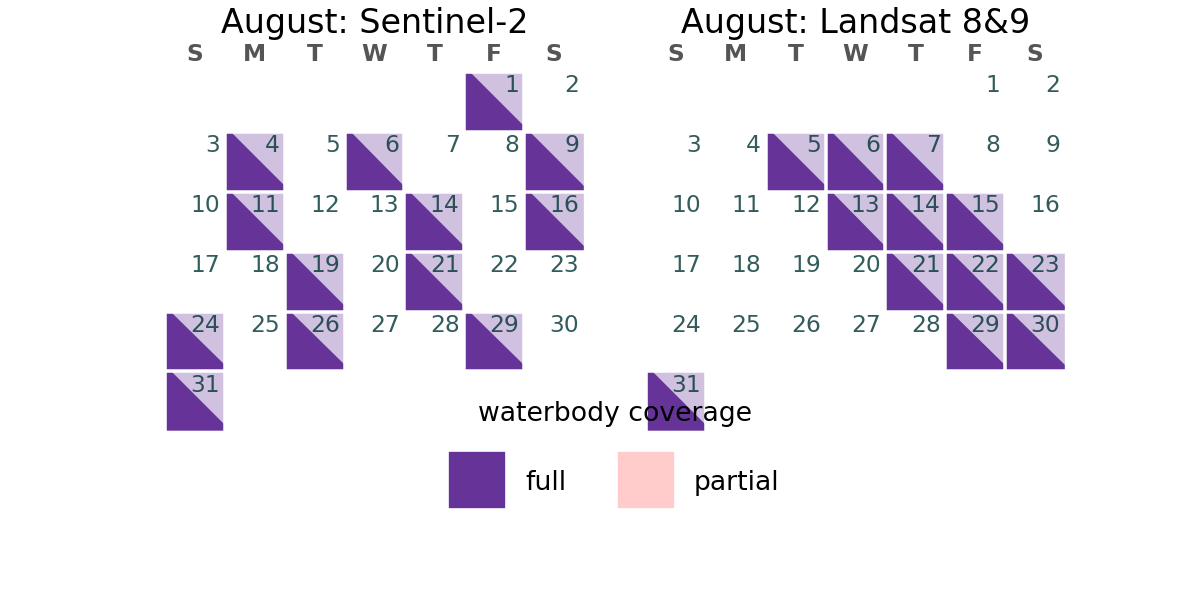 August: Sentinel-2
S M T W T F S
1 2
3 4 5 6 7 8 9
10 11 12 13 14 15 16
17 18 19 20 21 22 23
24 25 26 27 28 29 30
31
August: Landsat 8&9
S M T W T F S
1 2
3 4 5 6 7 8 9
10 11 12 13 14 15 16
17 18 19 20 21 22 23
24 25 26 27 28 29 30
31
waterbody coverage
full partial